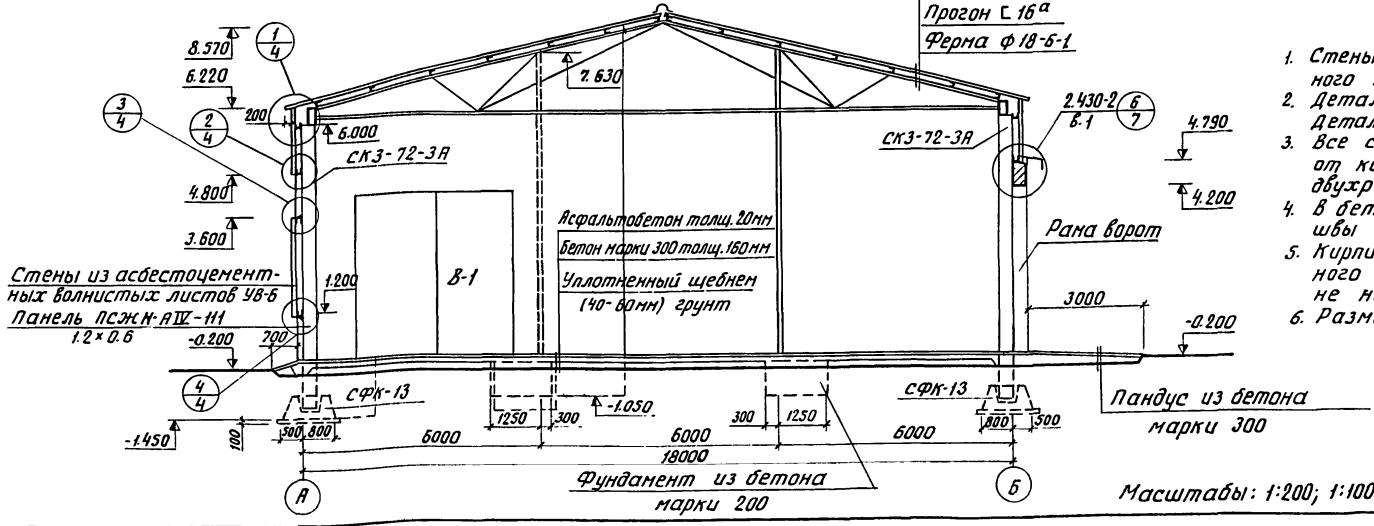 Прогон [ 16а
Ферма ф 18-6-1
8.570
6.220
1
4
3
4
2
4
200
6.000
7.630
СКЗ-72-3А
СКЗ-72-3А
2.430-2
в.1
6
7
4.790
4.200
4.800
3.600
1.200
Стены из асбестоцемент-
ных волнистых листов УВ-6
Панель ПСЖН-АIV-111
1.2×0.6
В-1
Асфальтобетон толщ. 20мм
Бетон марки 300 толщ. 160мм
Уплотненный щебнем
(40-60мм) грунт
Рама ворот
3000
-0.200
-0.200
700
4
4
СФК-13
СФК-13
-1.050
-1.450
100
500
800
1250
300
300
1250
800
500
6000
6000
6000
18000
А
Б
Фундамент из бетона
марки 200
Пандус из бетона
марки 300
1. Стены
ного
2. Детал
Детал
3. Все с
от ки
двухр
4. В бет
швы
5. Кирпи
ного
не н
6. Разм
Масштабы: 1:200; 1:100